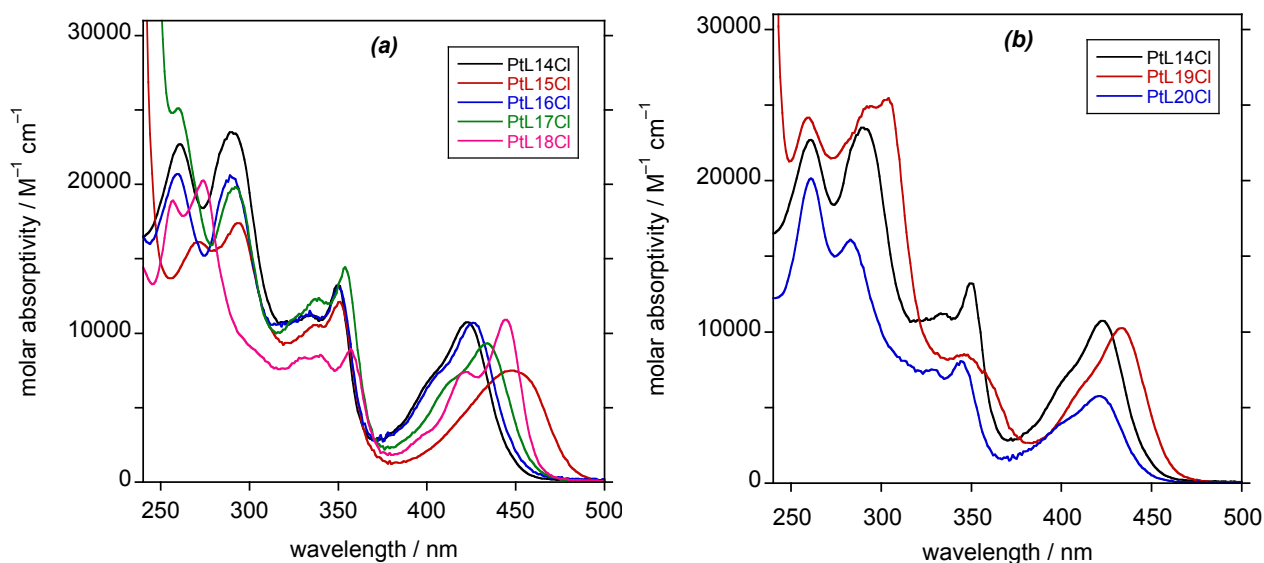 (a)
PtL14Cl
PtL15Cl
PtL16Cl
PtL17Cl
PtL18Cl
molar absorptivity / M⁻¹ cm⁻¹
30000
20000
10000
0
250 300 350 400 450 500
wavelength / nm
(b)
PtL14Cl
PtL19Cl
PtL20Cl
molar absorptivity / M⁻¹ cm⁻¹
30000
20000
10000
0
250 300 350 400 450 500
wavelength / nm